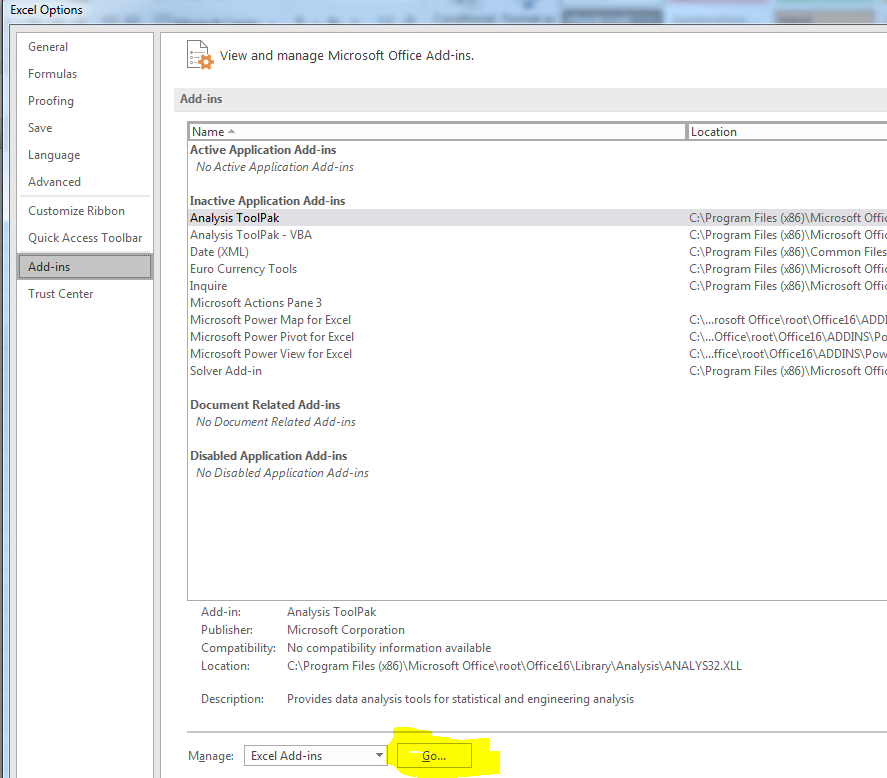 Excel Options
General
Formulas
Proofing
Save
Language
Advanced
Customize Ribbon
Quick Access Toolbar
Add-ins
Trust Center
View and manage Microsoft Office Add-ins.
Add-ins
Name Location
Active Application Add-ins
No Active Application Add-ins
Inactive Application Add-ins
Analysis ToolPak C:\Program Files (x86)\Microsoft Offic
Analysis ToolPak - VBA C:\Program Files (x86)\Microsoft Offic
Date (XML) C:\Program Files (x86)\Common Files
Euro Currency Tools C:\Program Files (x86)\Microsoft Offic
Inquire C:\Program Files (x86)\Microsoft Offic
Microsoft Actions Pane 3
Microsoft Power Map for Excel C:\...rosoft Office\root\Office16\ADDI
Microsoft Power Pivot for Excel C:\...Office\root\Office16\ADDINS\Po
Microsoft Power View for Excel C:\...ffice\root\Office16\ADDINS\Pow
Solver Add-in C:\Program Files (x86)\Microsoft Offic
Document Related Add-ins
No Document Related Add-ins
Disabled Application Add-ins
No Disabled Application Add-ins
Add-in: Analysis ToolPak
Publisher: Microsoft Corporation
Compatibility: No compatibility information available
Location: C:\Program Files (x86)\Microsoft Office\root\Office16\Library\Analysis\ANALYS32.XLL
Description: Provides data analysis tools for statistical and engineering analysis
Manage: Excel Add-ins Go...